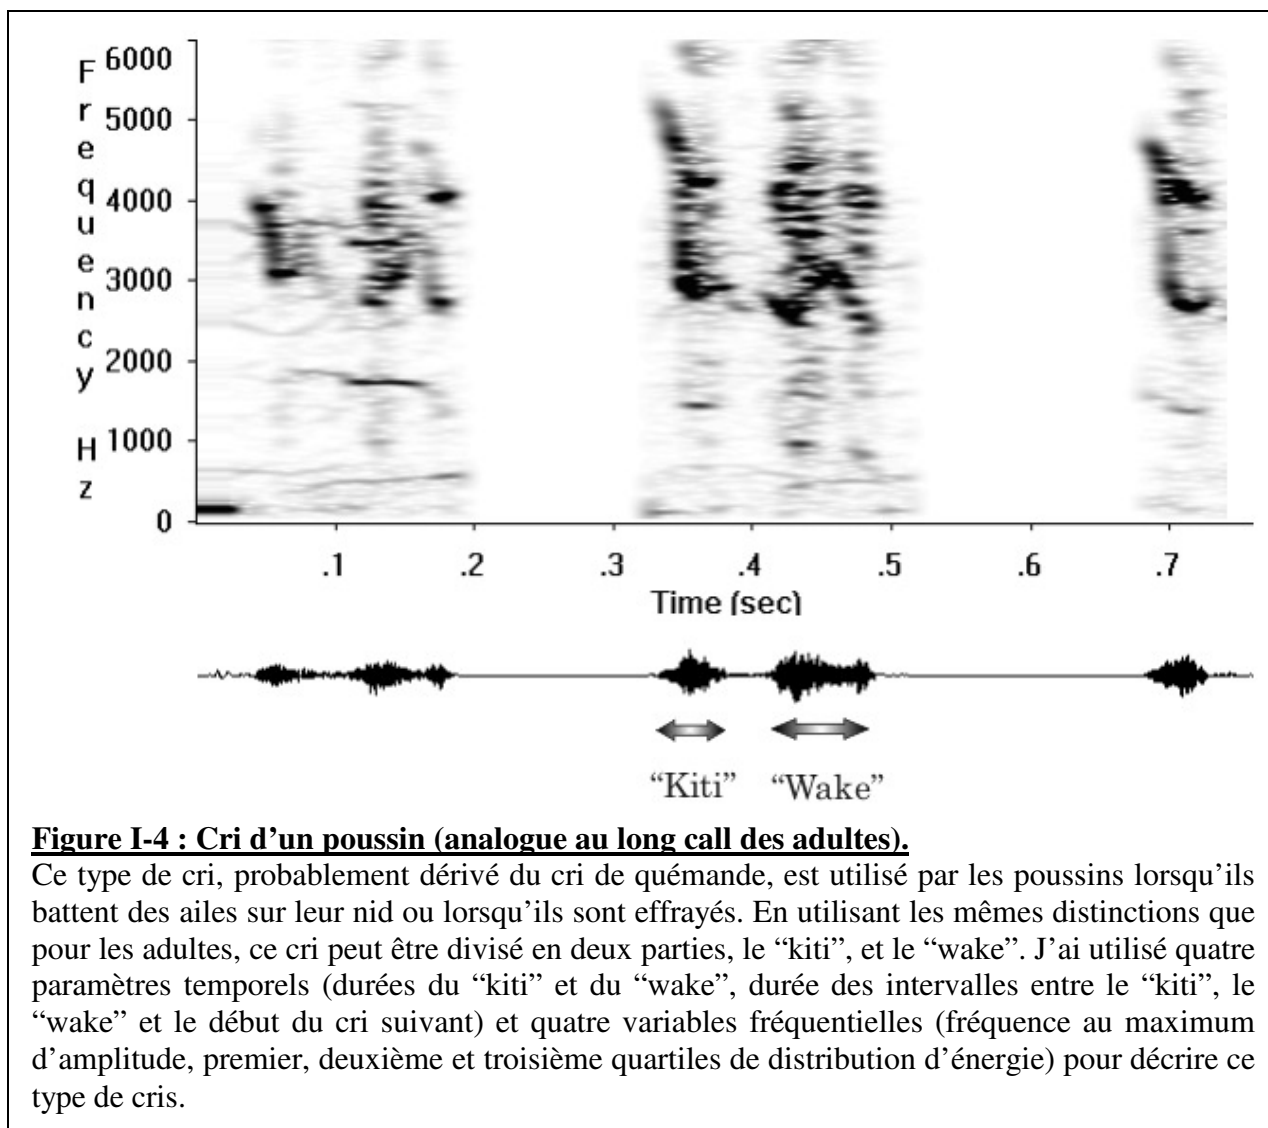 Frequency Hz
6000
5000
4000
3000
2000
1000
0
.1 .2 .3 .4 .5 .6 .7
Time (sec)
“Kiti” “Wake”
Figure I-4 : Cri d’un poussin (analogue au long call des adultes).
Ce type de cri, probablement dérivé du cri de quémande, est utilisé par les poussins lorsqu’ils
battent des ailes sur leur nid ou lorsqu’ils sont effrayés. En utilisant les mêmes distinctions que
pour les adultes, ce cri peut être divisé en deux parties, le “kiti”, et le “wake”. J’ai utilisé quatre
paramètres temporels (durées du “kiti” et du “wake”, durée des intervalles entre le “kiti”, le
“wake” et le début du cri suivant) et quatre variables fréquentielles (fréquence au maximum
d’amplitude, premier, deuxième et troisième quartiles de distribution d’énergie) pour décrire ce
type de cris.